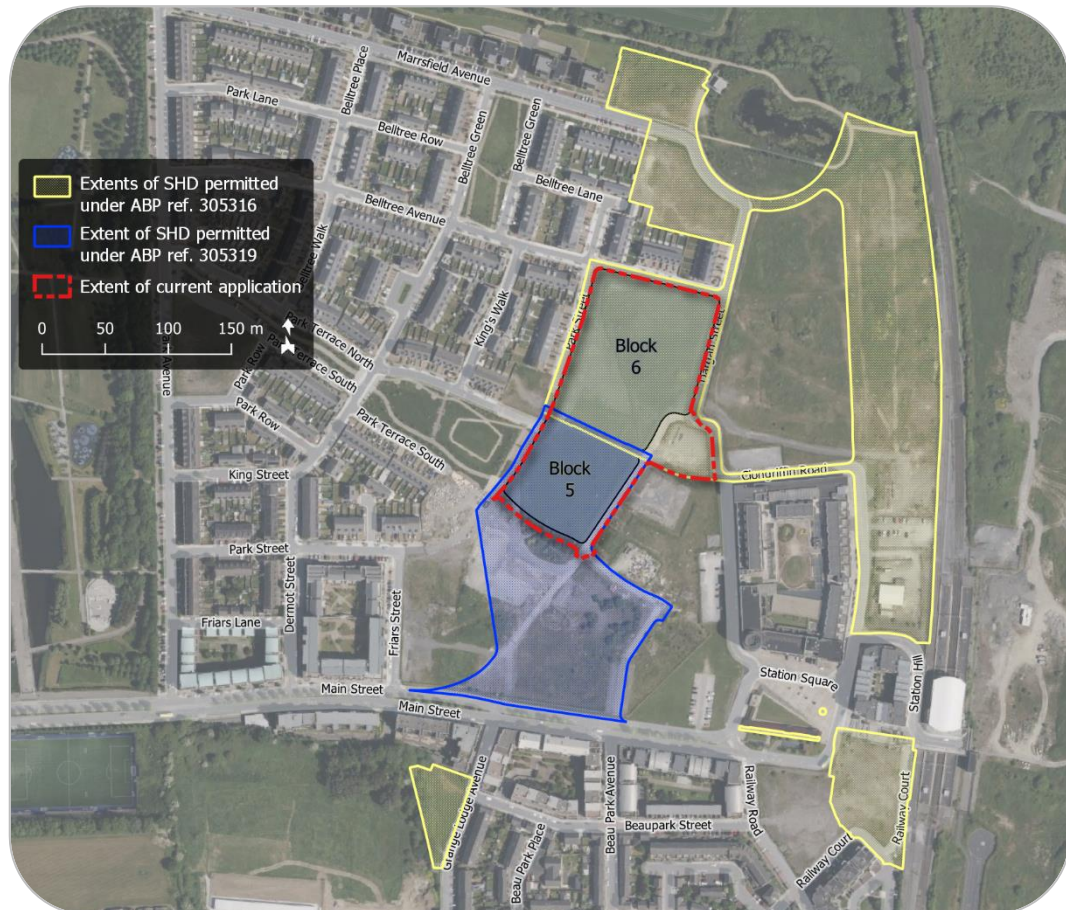 Marrsfield Avenue
Belltree Place
Park Lane
Belltree Row
Belltree Green
Belltree Green
Belltree Lane
Extents of SHD permitted
under ABP ref. 305316
Extent of SHD permitted
under ABP ref. 305319
Extent of current application
0 50 100 150 m
Belltree Avenue
Belltree Walk
King's Walk
Park Street
Block
6
Park Terrace North
Park Terrace South
Park Row
Park Row
Park Terrace South
Block
5
Clongriffin Road
King Street
Park Street
Dermot Street
Friars Lane
Friars Street
Main Street
Main Street
Station Square
Station Hill
Grange Lodge Avenue
Beau Park Place
Beau Park Avenue
Beaupark Street
Railway Road
Railway Court
Railway Court